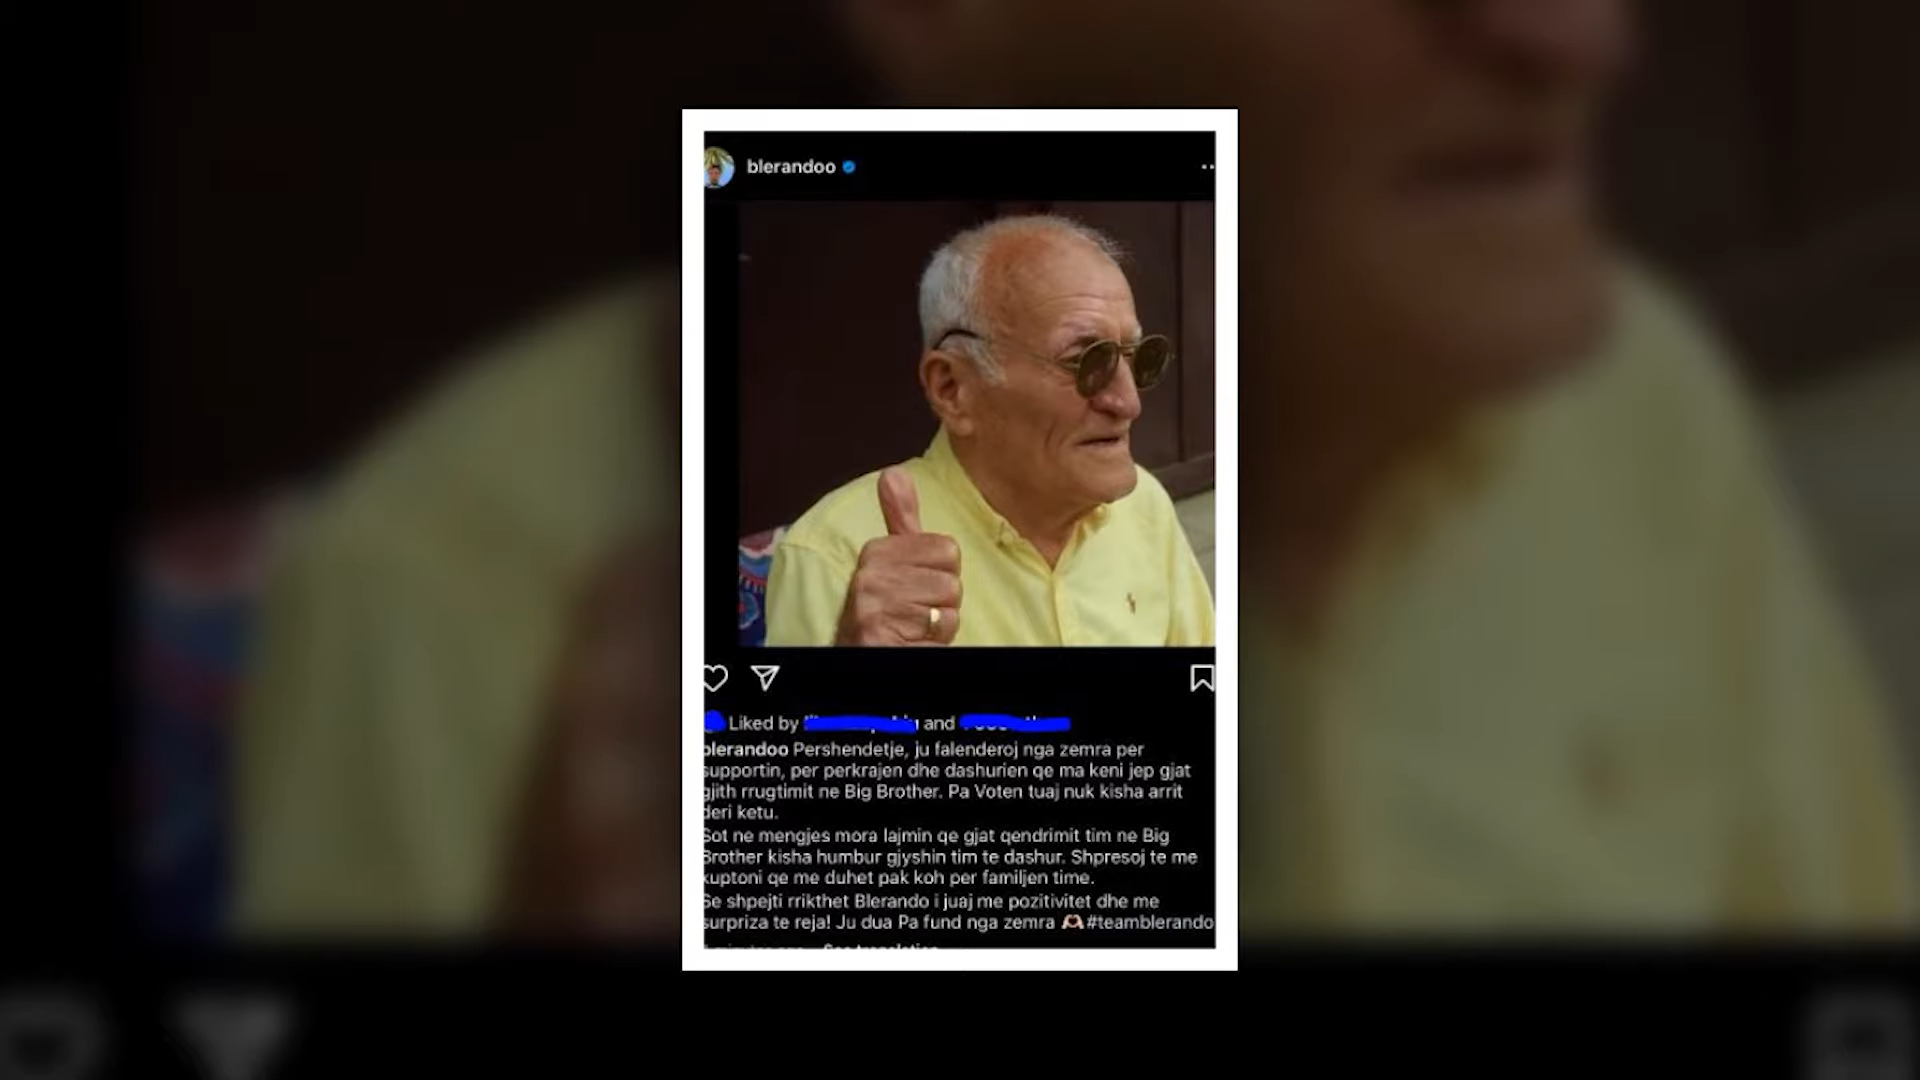 blerandoo
Liked by and
blerandoo Pershendetje, ju falenderoj nga zemra per
supportin, per perkrajen dhe dashurien qe ma keni jep gjat
gjith rrugtimit ne Big Brother. Pa Voten tuaj nuk kisha arrit
deri ketu.
Sot ne mengjes mora lajmin qe gjat qendrimit tim ne Big
Brother kisha humbur gjyshin tim te dashur. Shpresoj te me
kuptoni qe me duhet pak koh per familjen time.
Se shpejti rrikthet Blerando i juaj me pozitivitet dhe me
surpriza te reja! Ju dua Pa fund nga zemra 🫶🏼 #teamblerando